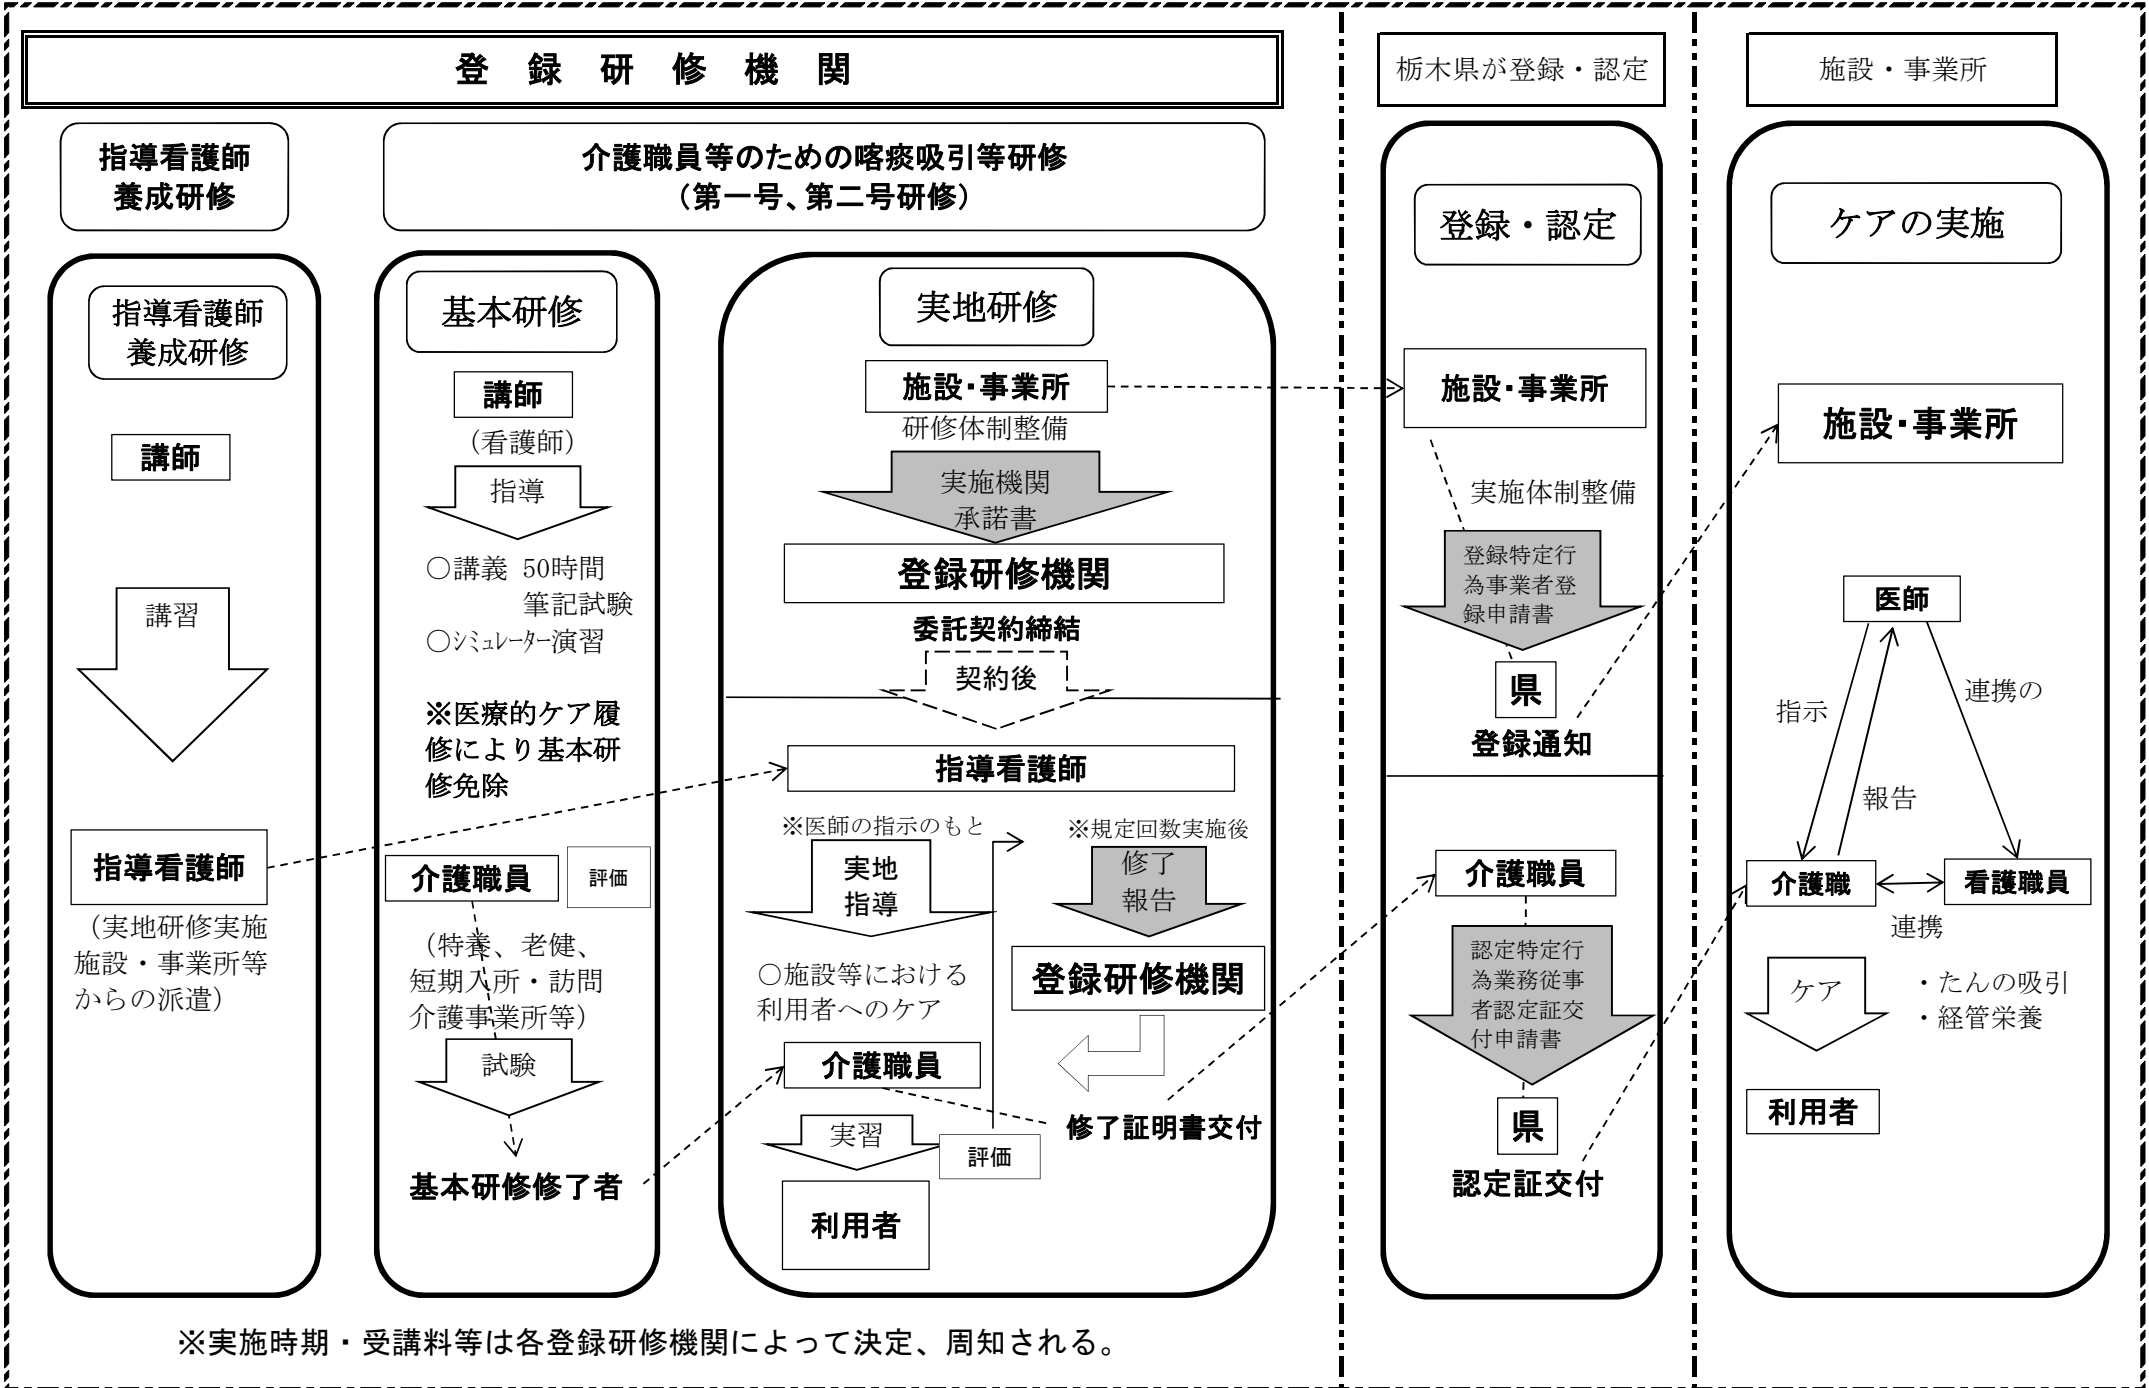 登録研修機関
栃木県が登録・認定
施設・事業所
指導看護師
養成研修
介護職員等のための喀痰吸引等研修
（第一号、第二号研修）
指導看護師
養成研修
講師
講習
指導看護師
（実地研修実施
施設・事業所等
からの派遣）
基本研修
講師
（看護師）
指導
○講義 50時間
筆記試験
○シミュレーター演習
※医療的ケア履
修により基本研
修免除
介護職員
評価
（特養、老健、
短期入所・訪問
介護事業所等）
試験
基本研修修了者
実地研修
施設・事業所
研修体制整備
実施機関
承諾書
登録研修機関
委託契約締結
契約後
指導看護師
※医師の指示のもと
実地
指導
○施設等における
利用者へのケア
介護職員
実習
評価
利用者
※規定回数実施後
修了
報告
登録研修機関
修了証明書交付
登録・認定
施設・事業所
実施体制整備
登録特定行
為事業者登
録申請書
県
登録通知
介護職員
認定特定行
為業務従事
者認定証交
付申請書
県
認定証交付
ケアの実施
施設・事業所
医師
指示
連携の
報告
介護職
看護職員
連携
ケア
・たんの吸引
・経管栄養
利用者
※実施時期・受講料等は各登録研修機関によって決定、周知される。